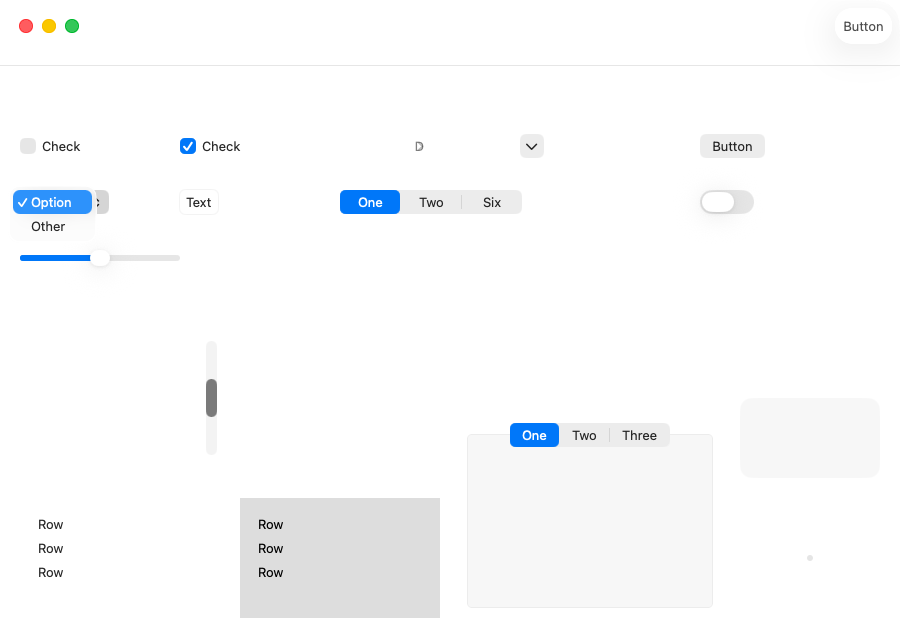 Button
Check
Check
Button
Option
Other
Text
One
Two
Six
One
Two
Three
Row
Row
Row
Row
Row
Row